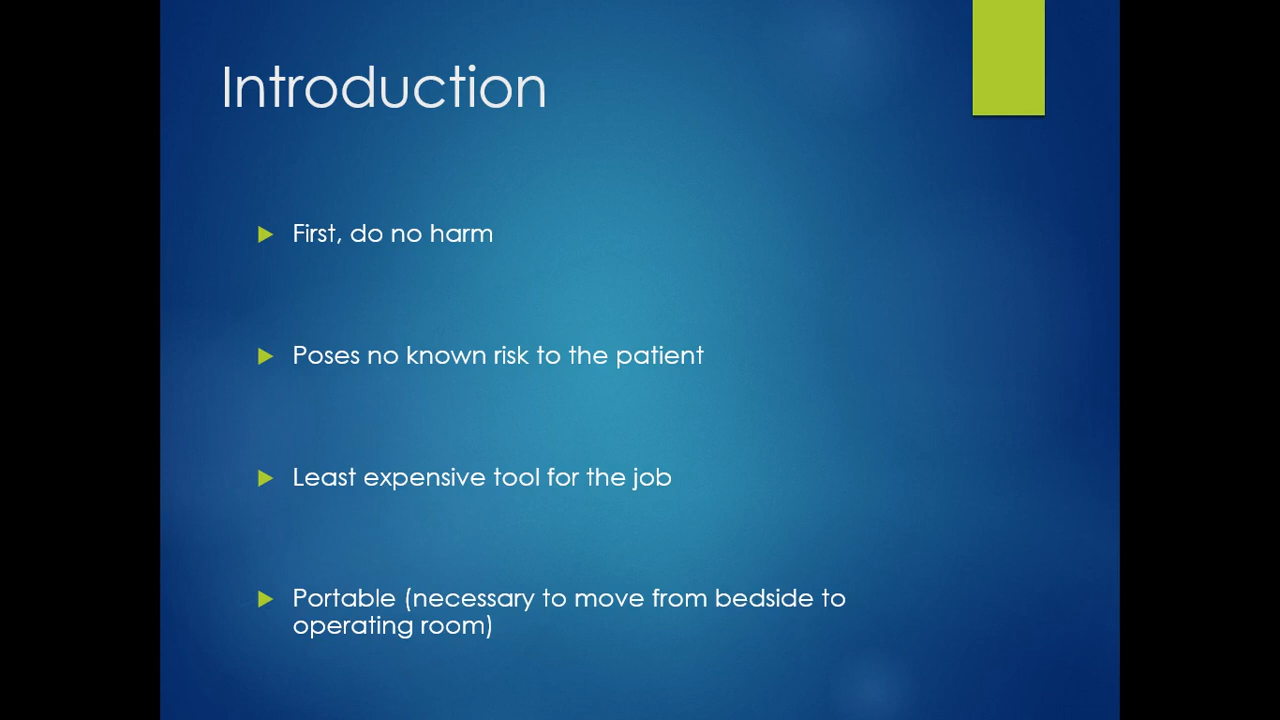 Introduction
First, do no harm
Poses no known risk to the patient
Least expensive tool for the job
Portable (necessary to move from bedside to
operating room)